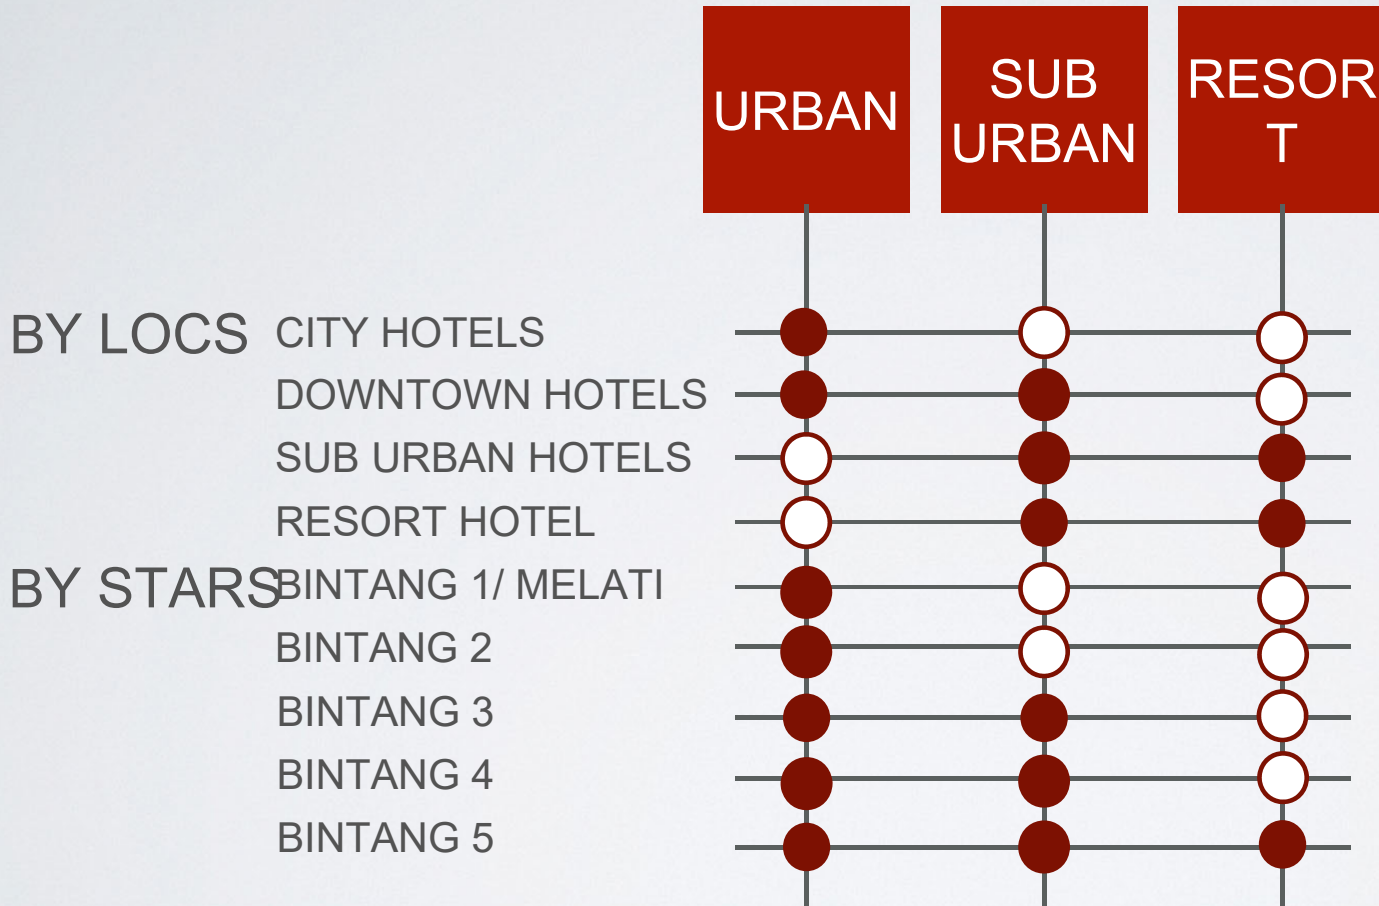 URBAN
SUB
URBAN
RESOR
T
BY LOCS
CITY HOTELS
DOWNTOWN HOTELS
SUB URBAN HOTELS
RESORT HOTEL
BY STARS
BINTANG 1/ MELATI
BINTANG 2
BINTANG 3
BINTANG 4
BINTANG 5